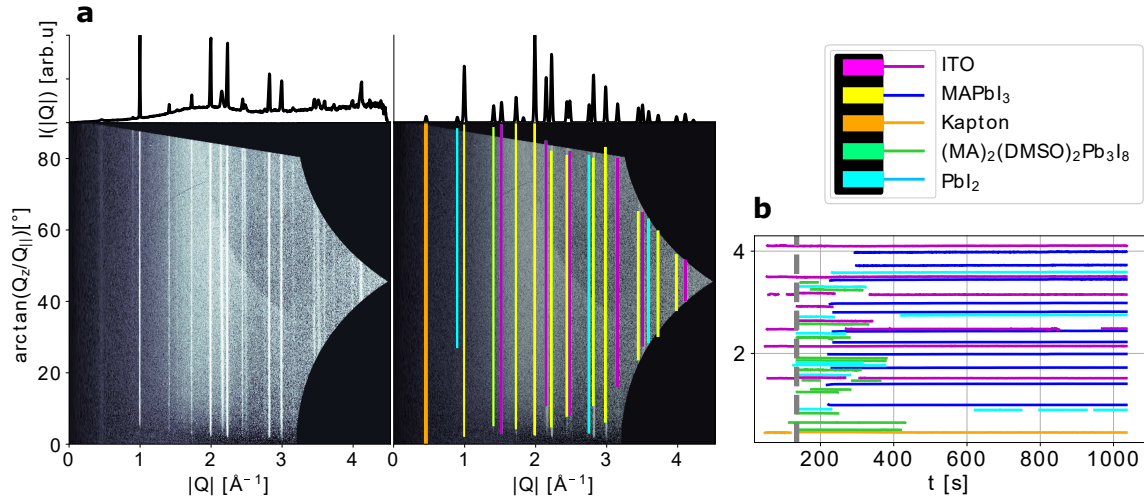 a
I(|Q|) [arb.u]
arctan(Q_z/Q_||)[°]
80
60
40
20
0
0 1 2 3 4
|Q| [Å⁻¹]
0 1 2 3 4
|Q| [Å⁻¹]
ITO
MAPbI₃
Kapton
(MA)₂(DMSO)₂Pb₃I₈
PbI₂
b
4
2
200 400 600 800 1000
t [s]